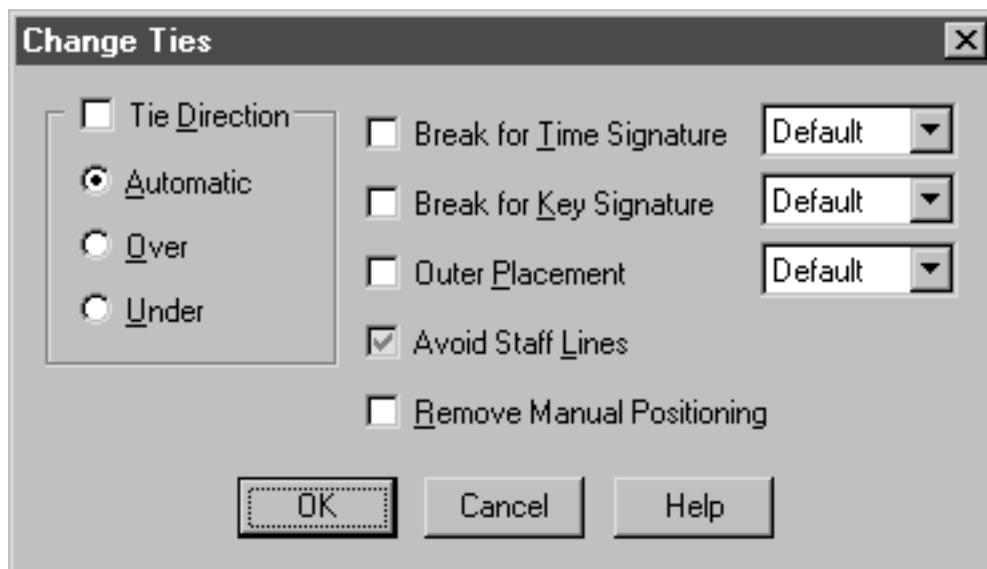 Change Ties
Tie Direction
Automatic
Over
Under
Break for Time Signature Default
Break for Key Signature Default
Outer Placement Default
Avoid Staff Lines
Remove Manual Positioning
OK Cancel Help